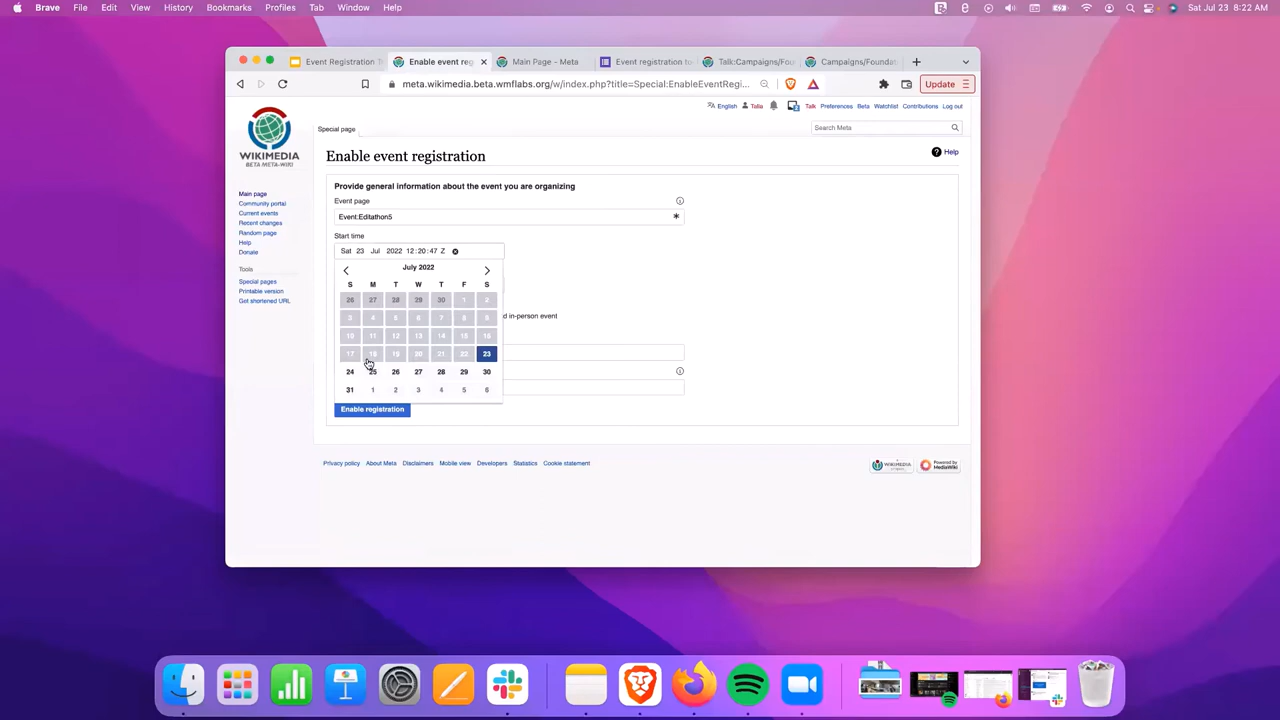 Brave File Edit View History Bookmarks Profiles Tab Window Help Sat Jul 23 8:22 AM
Event Registration T Enable event reg Main Page - Meta Event registration to Talk:Campaigns/Fou Campaigns/Foundat
meta.wikimedia.beta.wmflabs.org/w/index.php?title=Special:EnableEventRegi... Update
English Talia Talk Preferences Beta Watchlist Contributions Log out
Special page Search Meta
WIKIMEDIA
BETA META-WIKI
Main page
Community portal
Current events
Recent changes
Random page
Help
Donate
Tools
Special pages
Printable version
Get shortened URL
Enable event registration
Help
Provide general information about the event you are organizing
Event page
Event:Editathon5 *
Start time
Sat 23 Jul 2022 12:20:47 Z
July 2022
S M T W T F S
26 27 28 29 30 1 2
3 4 5 6 7 8 9
10 11 12 13 14 15 16
17 18 19 20 21 22 23
24 25 26 27 28 29 30
31 1 2 3 4 5 6
d in-person event
Enable registration
Privacy policy About Meta Disclaimers Mobile view Developers Statistics Cookie statement
WIKIMEDIA
Powered by
MediaWiki